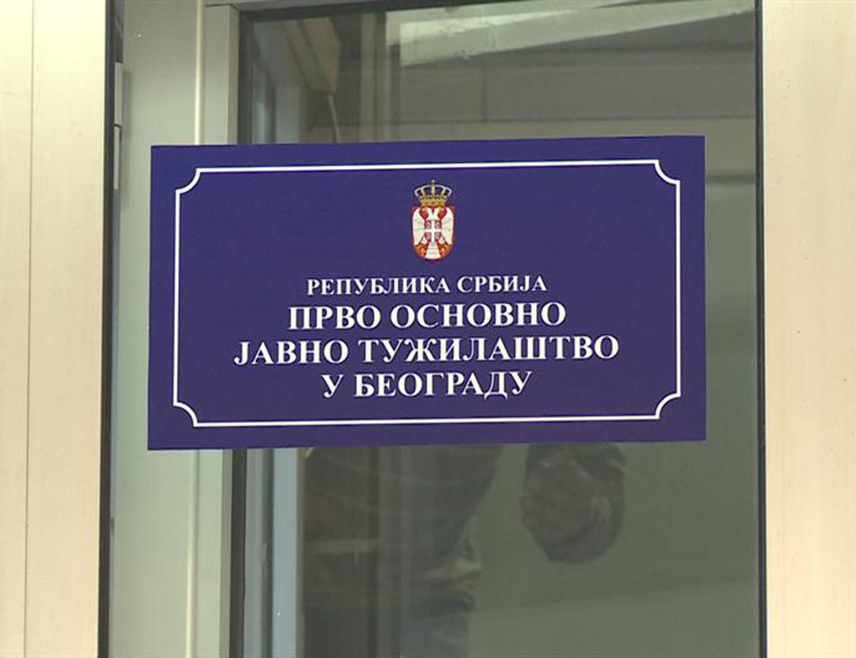 РЕПУБЛИКА СРБИЈА
ПРВО ОСНОВНО
ЈАВНО ТУЖИЛАШТВО
У БЕОГРАДУ